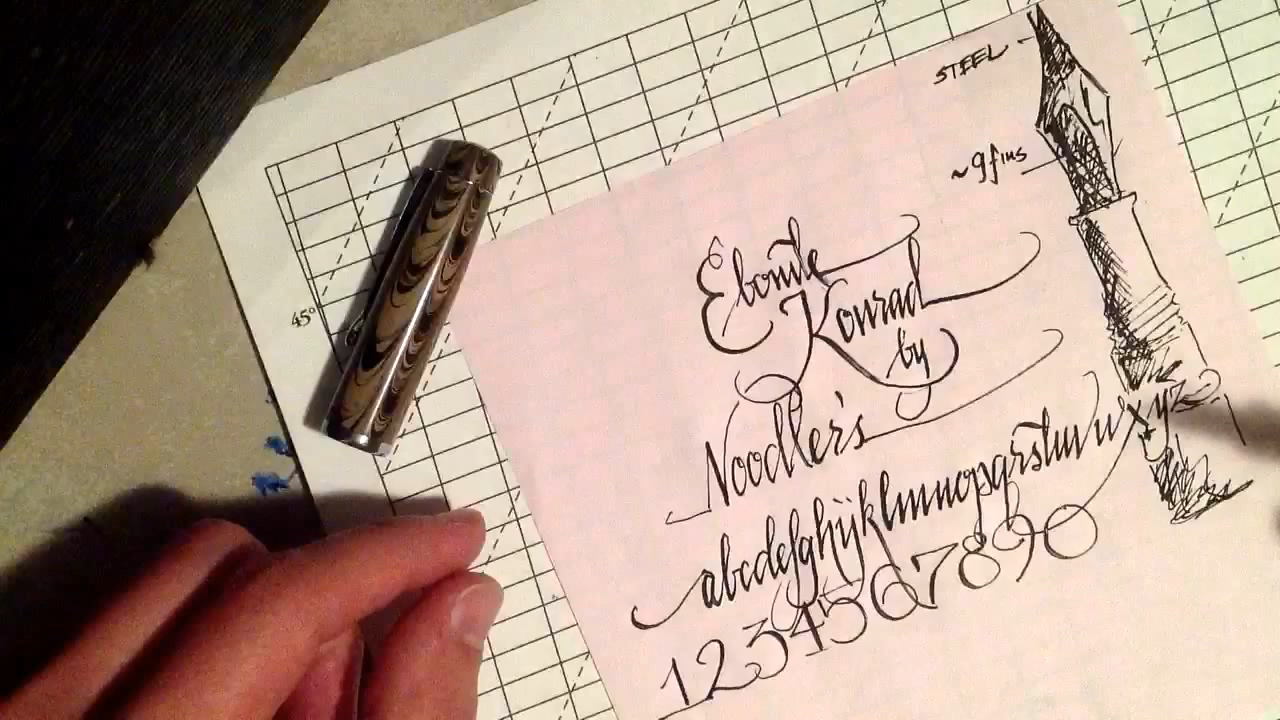 STEEL
~9 fins
45°
Ebonite
Konrad
by
Noodler's
abcdefghijklmnopqrstuvwxyz
1234567890